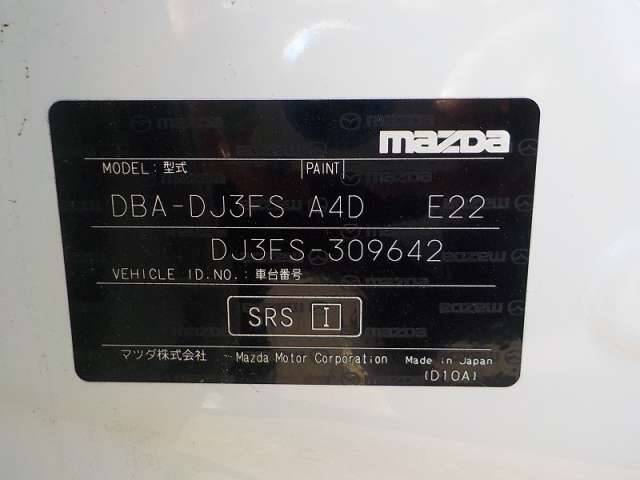 mazda
MODEL:型式 PAINT
DBA-DJ3FS A4D E22
DJ3FS-309642
VEHICLE ID.NO.:車台番号
SRS I
マツダ株式会社 Mazda Motor Corporation Made in Japan
(D10A)